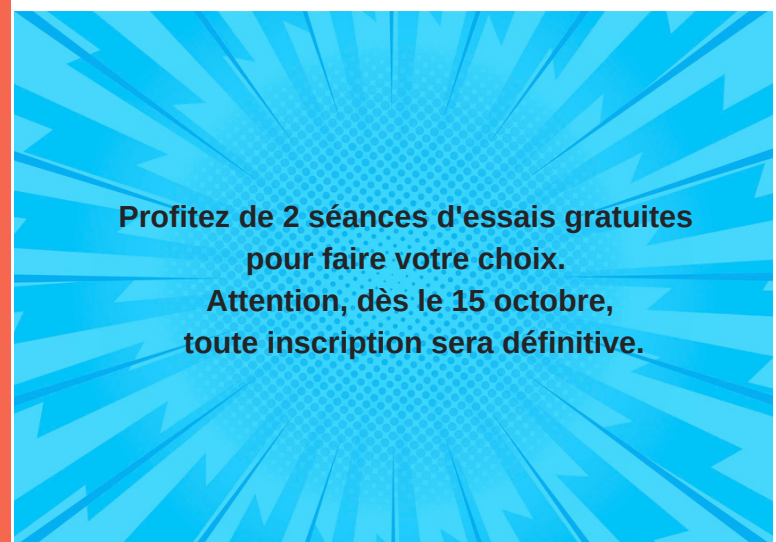 Profitez de 2 séances d'essais gratuites
pour faire votre choix.
Attention, dès le 15 octobre,
toute inscription sera définitive.